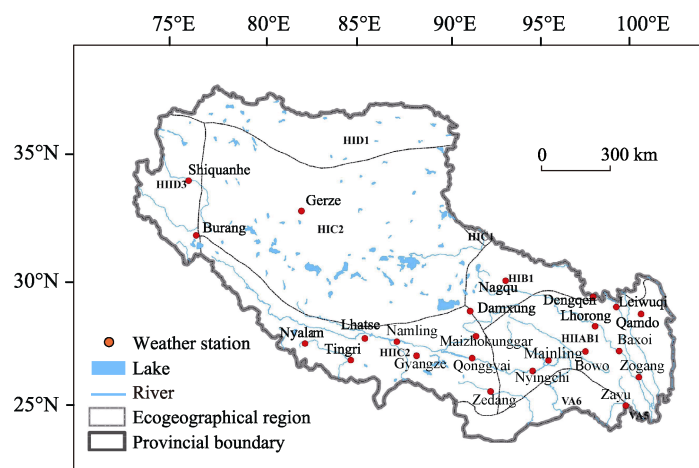 75°E 80°E 85°E 90°E 95°E 100°E
35°N
30°N
25°N
0 300 km
HID1
Shiquanhe
HIID3
Gerze
HIC2
Burang
HIC1
HIB1
Nagqu
Dengqen
Leiwuqi
Damxung
Lhorong
Qamdo
Nyalam
Lhatse
Namling
Maizhokunggar
HIIAB1
Baxoi
Tingri
HIIC2
Gyangze
Qonggyai
Mainling
Bowo
Zogang
Nyingchi
Zedang
VA6
Zayu
VA5
Weather station
Lake
River
Ecogeographical region
Provincial boundary